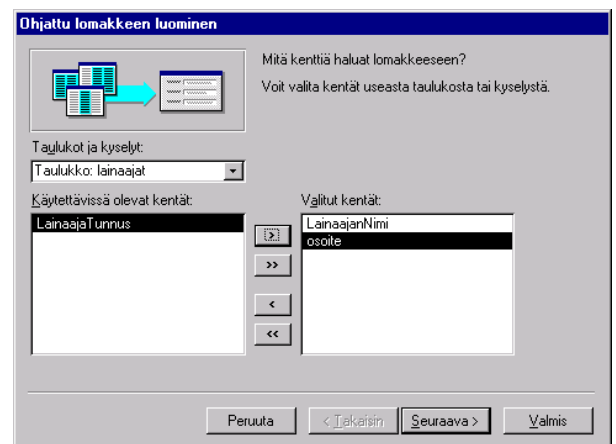 Ohjattu lomakkeen luominen
Mitä kenttiä haluat lomakkeeseen?
Voit valita kentät useasta taulukosta tai kyselystä.
Taulukot ja kyselyt:
Taulukko: lainaajat
Käytettävissä olevat kentät:
Valitut kentät:
LainaajaTunnus
LainaajanNimi
osoite
>
>>
<
<<
Peruuta
< Takaisin
Seuraava >
Valmis